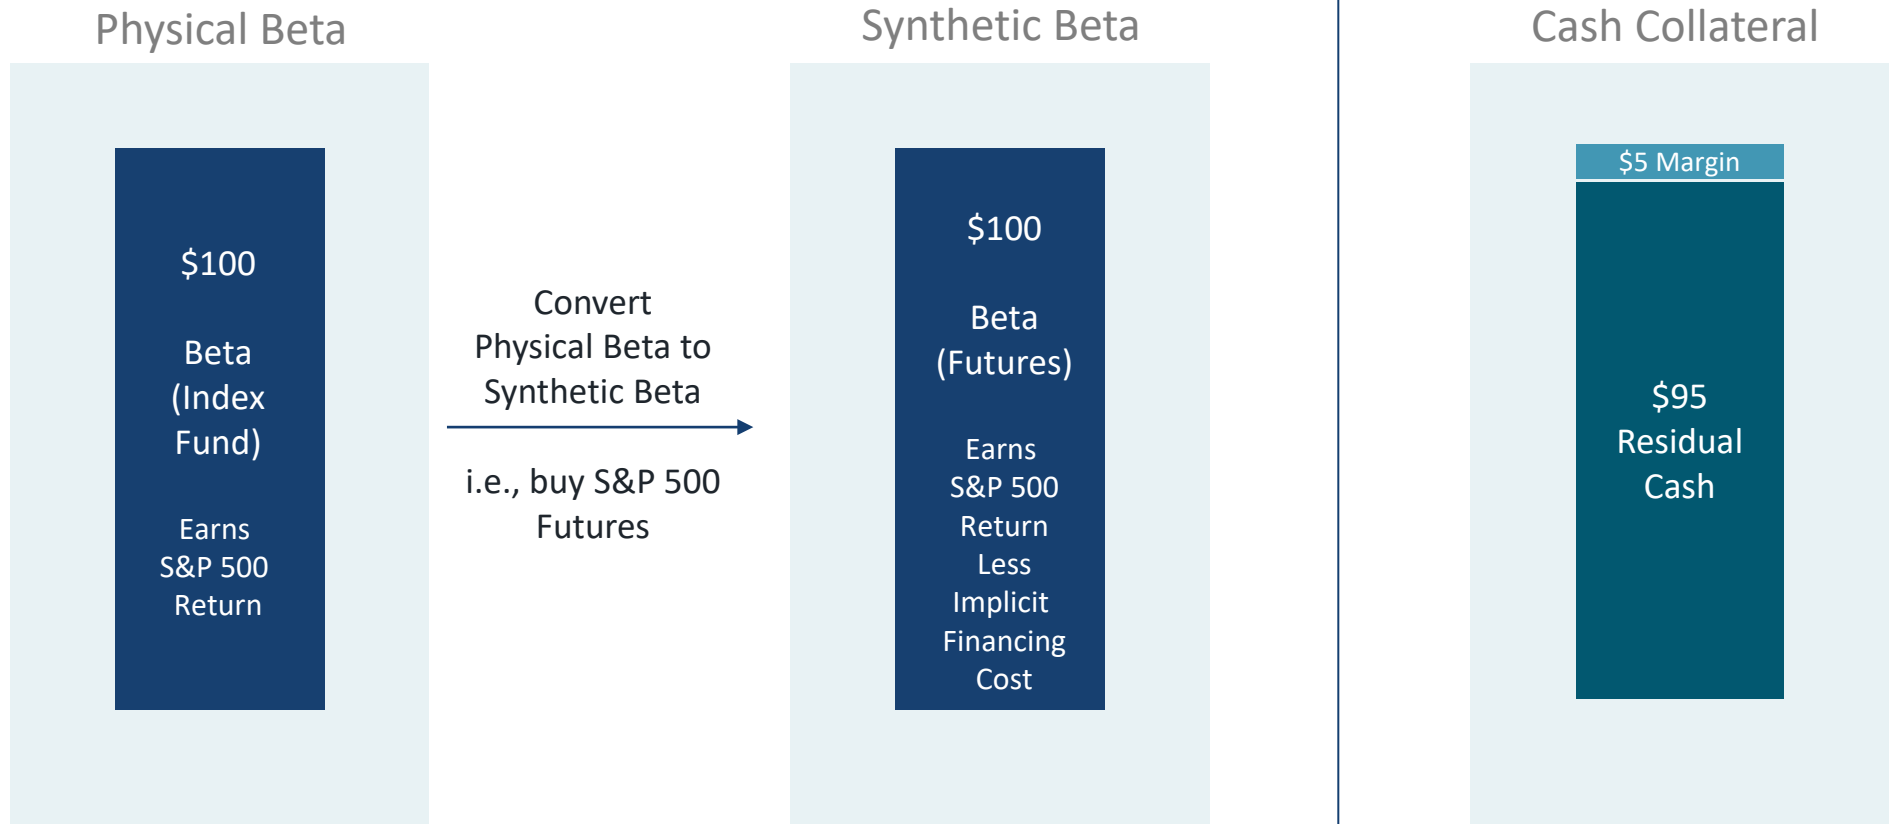 Physical Beta
Synthetic Beta
Cash Collateral
$100
Beta
(Index
Fund)
Earns
S&P 500
Return
Convert
Physical Beta to
Synthetic Beta
i.e., buy S&P 500
Futures
$100
Beta
(Futures)
Earns
S&P 500
Return
Less
Implicit
Financing
Cost
$5 Margin
$95
Residual
Cash